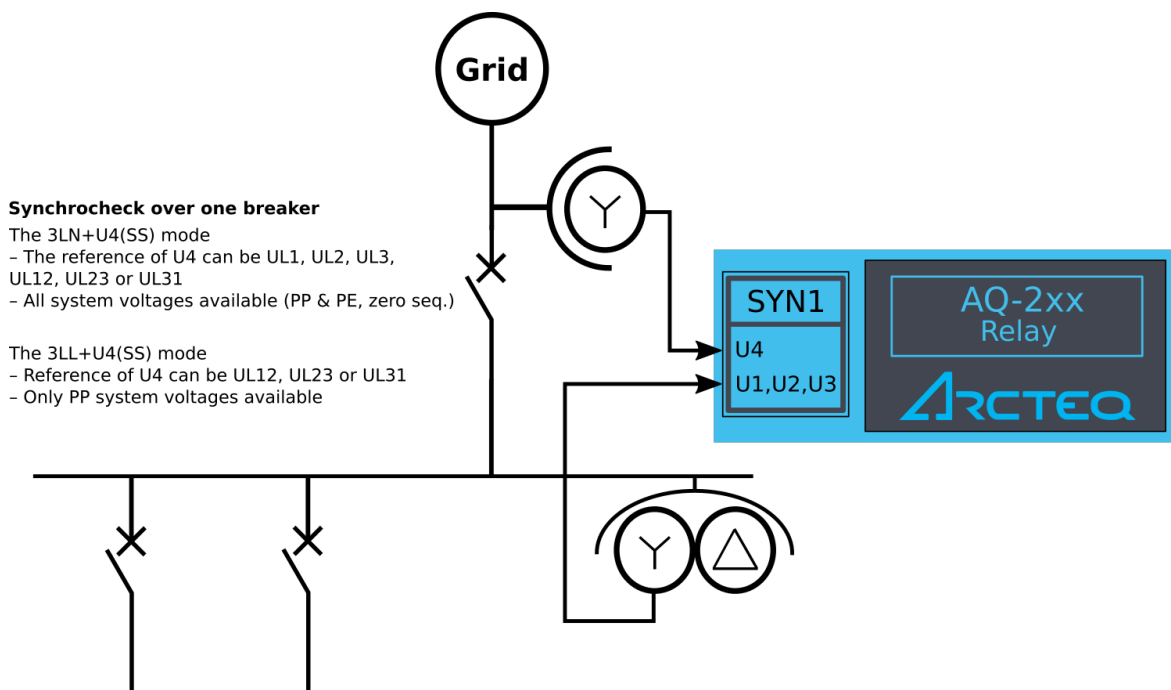 Grid
Synchrocheck over one breaker
The 3LN+U4(SS) mode
– The reference of U4 can be UL1, UL2, UL3,
UL12, UL23 or UL31
– All system voltages available (PP & PE, zero seq.)
The 3LL+U4(SS) mode
– Reference of U4 can be UL12, UL23 or UL31
– Only PP system voltages available
SYN1
U4
U1,U2,U3
AQ-2xx
Relay
ARCTEQ